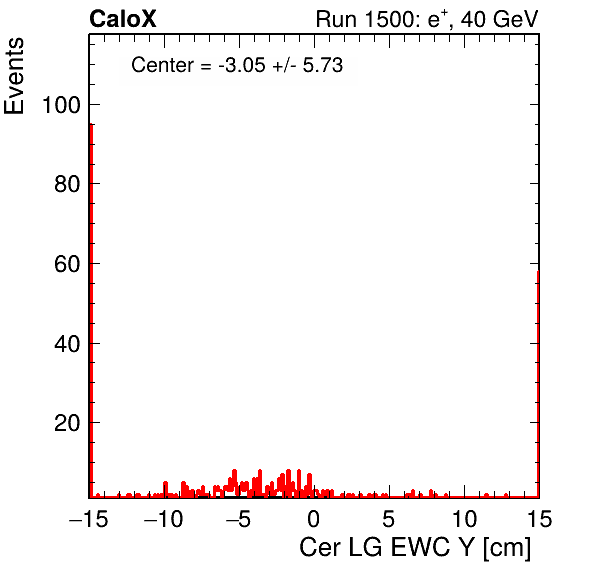 CaloX Run 1500: e⁺, 40 GeV
Center = -3.05 +/- 5.73
Events
100
80
60
40
20
−15 −10 −5 0 5 10 15
Cer LG EWC Y [cm]